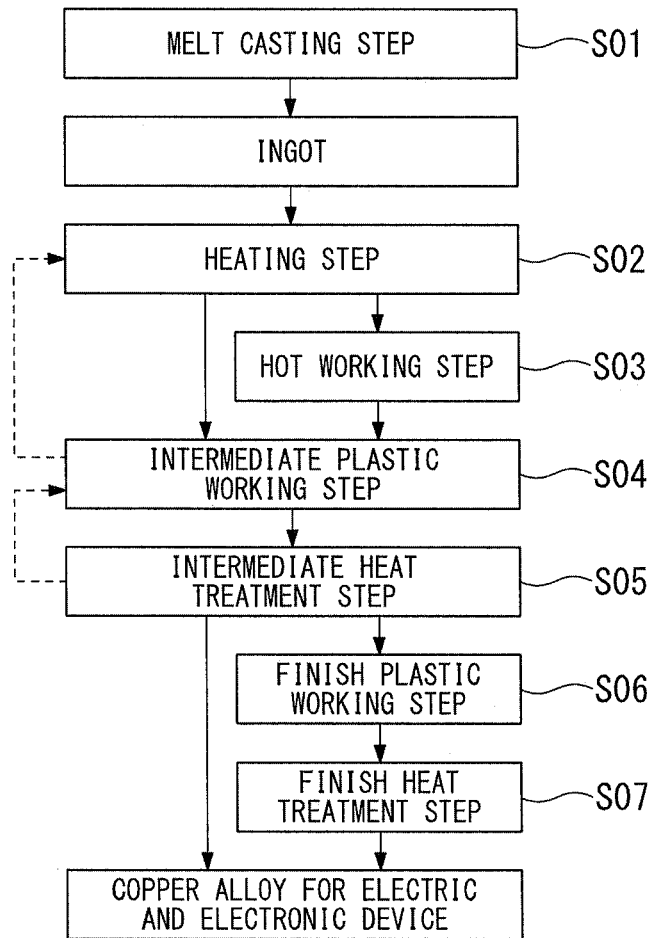 MELT CASTING STEP S01
INGOT
HEATING STEP S02
HOT WORKING STEP S03
INTERMEDIATE PLASTIC
WORKING STEP S04
INTERMEDIATE HEAT
TREATMENT STEP S05
FINISH PLASTIC
WORKING STEP S06
FINISH HEAT
TREATMENT STEP S07
COPPER ALLOY FOR ELECTRIC
AND ELECTRONIC DEVICE